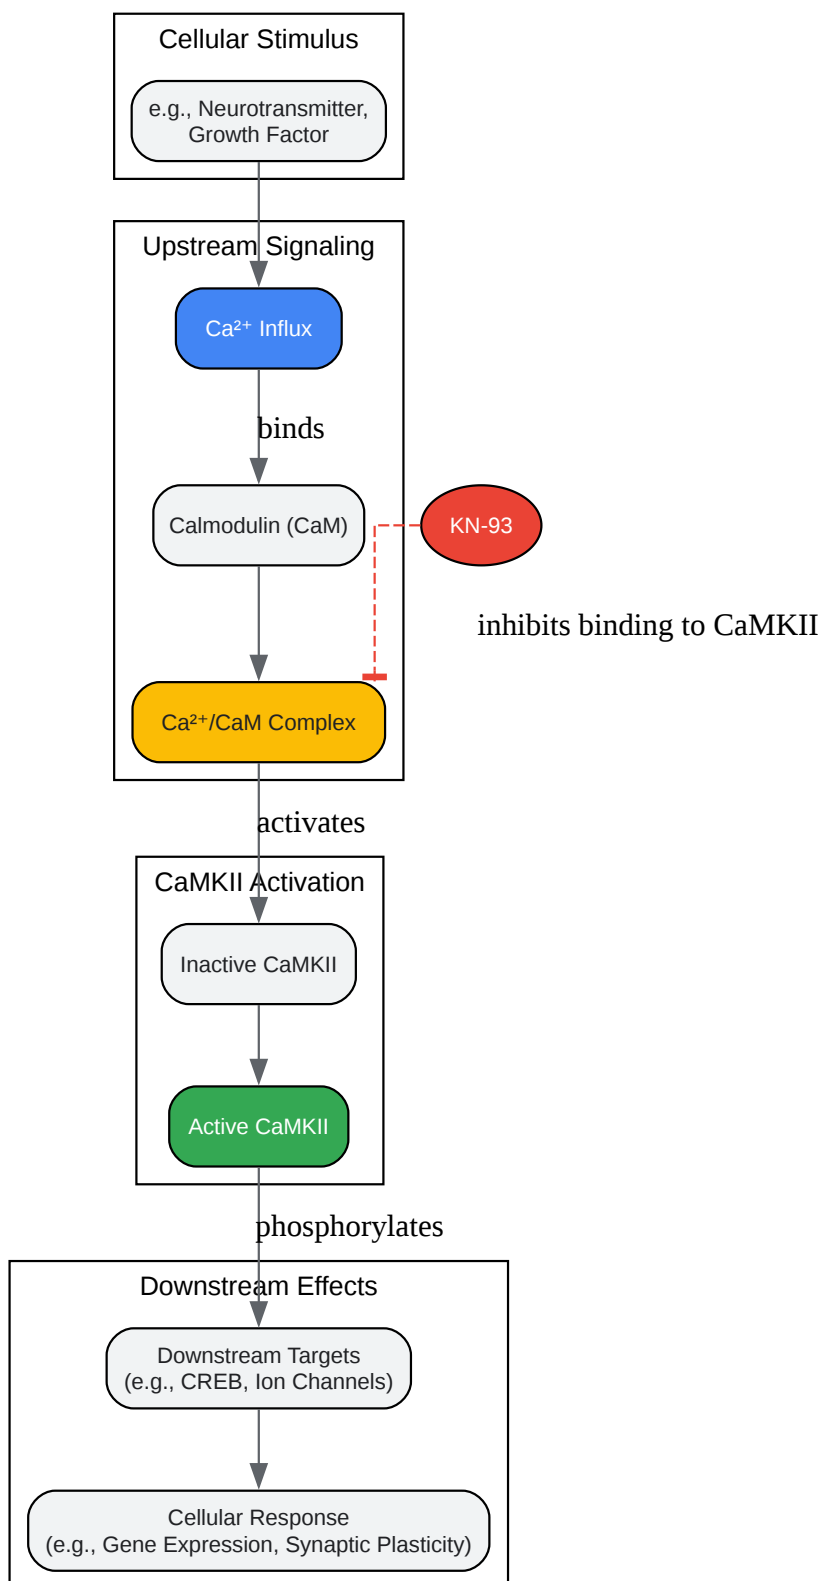 Cellular Stimulus
e.g., Neurotransmitter,
Growth Factor
Upstream Signaling
Ca²⁺ Influx
binds
Calmodulin (CaM)
KN-93
inhibits binding to CaMKII
Ca²⁺/CaM Complex
activates
CaMKII Activation
Inactive CaMKII
Active CaMKII
phosphorylates
Downstream Effects
Downstream Targets
(e.g., CREB, Ion Channels)
Cellular Response
(e.g., Gene Expression, Synaptic Plasticity)